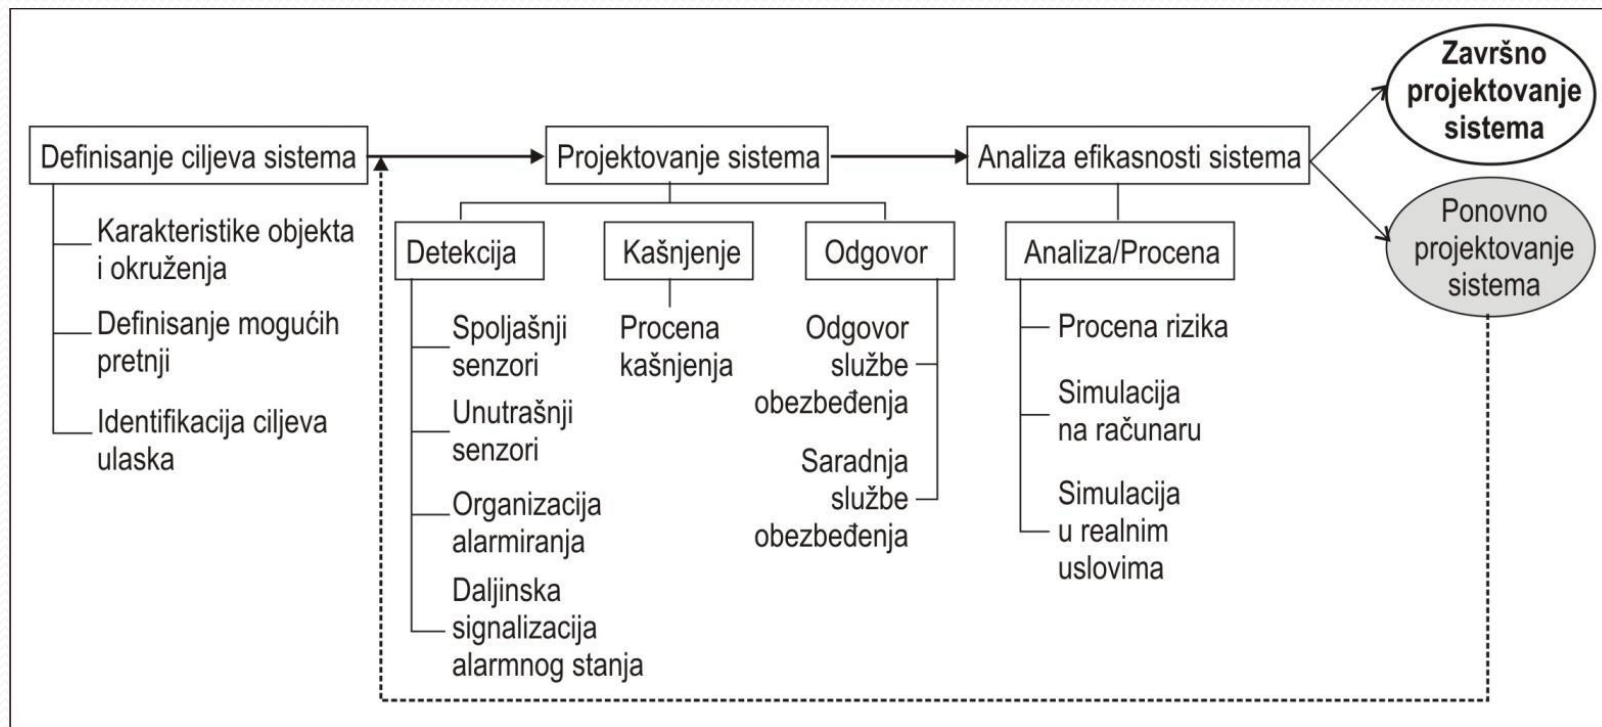 Definisanje ciljeva sistema
Karakteristike objekta
i okruženja
Definisanje mogućih
pretnji
Identifikacija ciljeva
ulaska
Projektovanje sistema
Detekcija
Spoljašnji
senzori
Unutrašnji
senzori
Organizacija
alarmiranja
Daljinska
signalizacija
alarmnog stanja
Kašnjenje
Procena
kašnjenja
Odgovor
Odgovor
službe
obezbeđenja
Saradnja
službe
obezbeđenja
Analiza efikasnosti sistema
Analiza/Procena
Procena rizika
Simulacija
na računaru
Simulacija
u realnim
uslovima
Završno
projektovanje
sistema
Ponovno
projektovanje
sistema